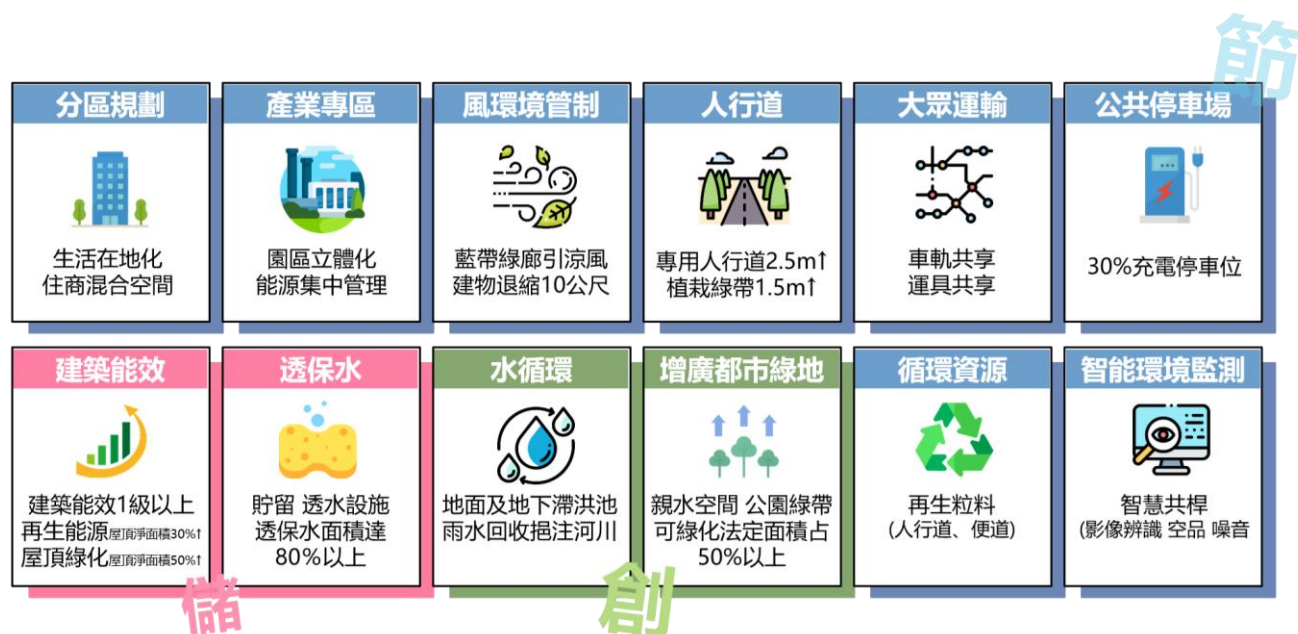 節
分區規劃
生活在地化
住商混合空間
產業專區
園區立體化
能源集中管理
風環境管制
藍帶綠廊引涼風
建物退縮10公尺
人行道
專用人行道2.5m↑
植栽綠帶1.5m↑
大眾運輸
車軌共享
運具共享
公共停車場
30%充電停車位
建築能效
建築能效1級以上
再生能源屋頂淨面積30%↑
屋頂綠化屋頂淨面積50%↑
透保水
貯留 透水設施
透保水面積達
80%以上
水循環
地面及地下滯洪池
雨水回收挹注河川
增廣都市綠地
親水空間 公園綠帶
可綠化法定面積占
50%以上
循環資源
再生粒料
(人行道、便道)
智能環境監測
智慧共桿
(影像辨識 空品 噪音
儲
創